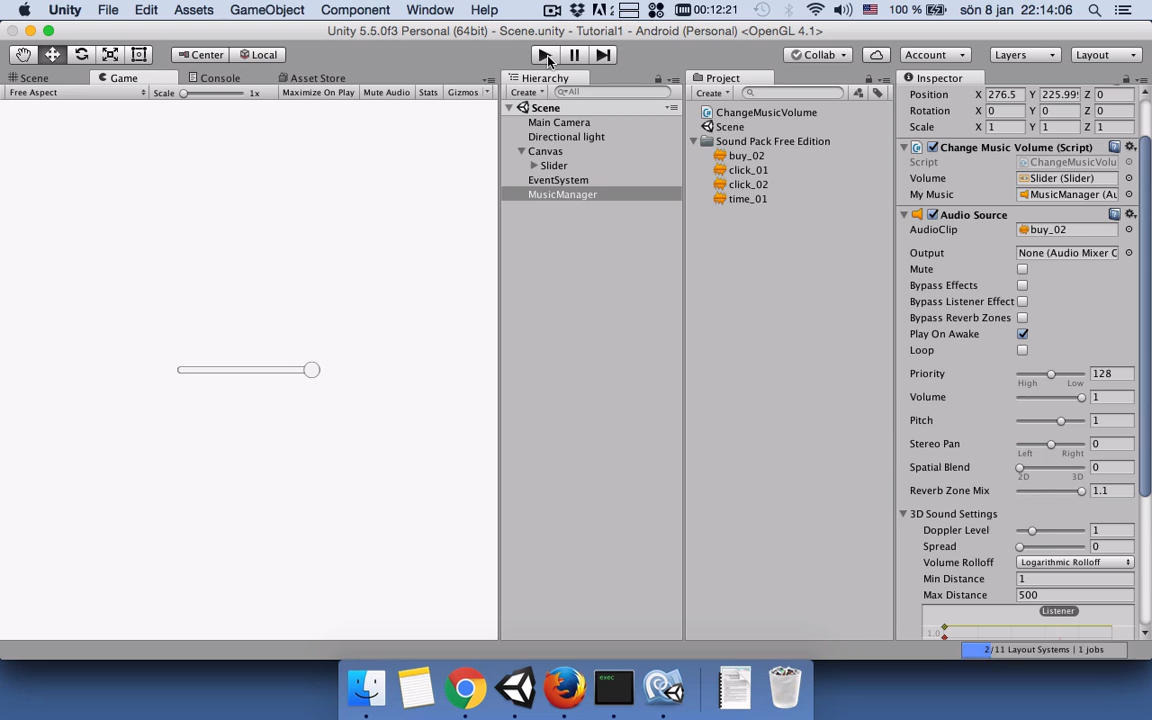 Unity File Edit Assets GameObject Component Window Help 00:12:21 100 % sön 8 jan 22:14:06
Unity 5.5.0f3 Personal (64bit) - Scene.unity - Tutorial1 - Android (Personal) <OpenGL 4.1>
Center Local Collab Account Layers Layout
Scene Game Console Asset Store Hierarchy Project Inspector
Free Aspect Scale 1x Maximize On Play Mute Audio Stats Gizmos Create All Create
Position X 276.5 Y 225.99 Z 0
Rotation X 0 Y 0 Z 0
Scale X 1 Y 1 Z 1
Scene
Main Camera
Directional light
Canvas
Slider
EventSystem
MusicManager
ChangeMusicVolume
Scene
Sound Pack Free Edition
buy_02
click_01
click_02
time_01
Change Music Volume (Script)
Script ChangeMusicVolu
Volume Slider (Slider)
My Music MusicManager (Au
Audio Source
AudioClip buy_02
Output None (Audio Mixer C
Mute
Bypass Effects
Bypass Listener Effect
Bypass Reverb Zones
Play On Awake
Loop
Priority 128
High Low
Volume 1
Pitch 1
Stereo Pan 0
Left Right
Spatial Blend 0
2D 3D
Reverb Zone Mix 1.1
3D Sound Settings
Doppler Level 1
Spread 0
Volume Rolloff Logarithmic Rolloff
Min Distance 1
Max Distance 500
Listener
1.0
2/11 Layout Systems | 1 jobs
exec